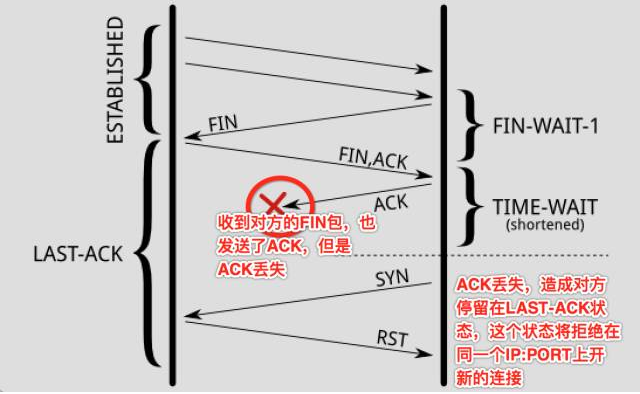 ESTABLISHED
FIN
FIN-WAIT-1
FIN,ACK
ACK
TIME-WAIT
(shortened)
收到对方的FIN包，也
发送了ACK，但是
ACK丢失
LAST-ACK
SYN
RST
ACK丢失，造成对方
停留在LAST-ACK状
态，这个状态将拒绝在
同一个IP:PORT上开
新的连接